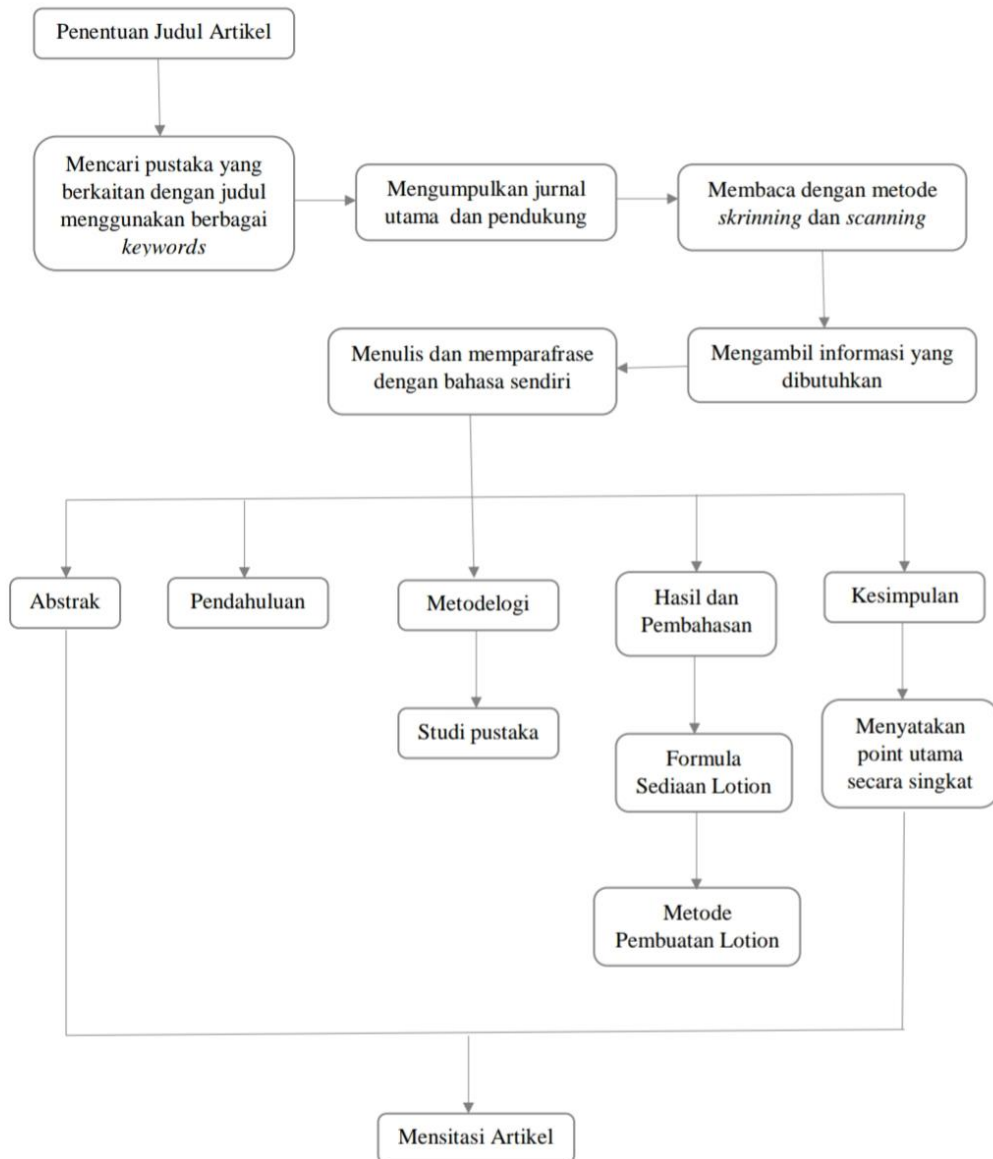 Penentuan Judul Artikel
Mencari pustaka yang
berkaitan dengan judul
menggunakan berbagai
keywords
Mengumpulkan jurnal
utama dan pendukung
Membaca dengan metode
skrinning dan scanning
Mengambil informasi yang
dibutuhkan
Menulis dan memparafrase
dengan bahasa sendiri
Abstrak
Pendahuluan
Metodelogi
Studi pustaka
Hasil dan
Pembahasan
Formula
Sediaan Lotion
Metode
Pembuatan Lotion
Kesimpulan
Menyatakan
point utama
secara singkat
Mensitasi Artikel